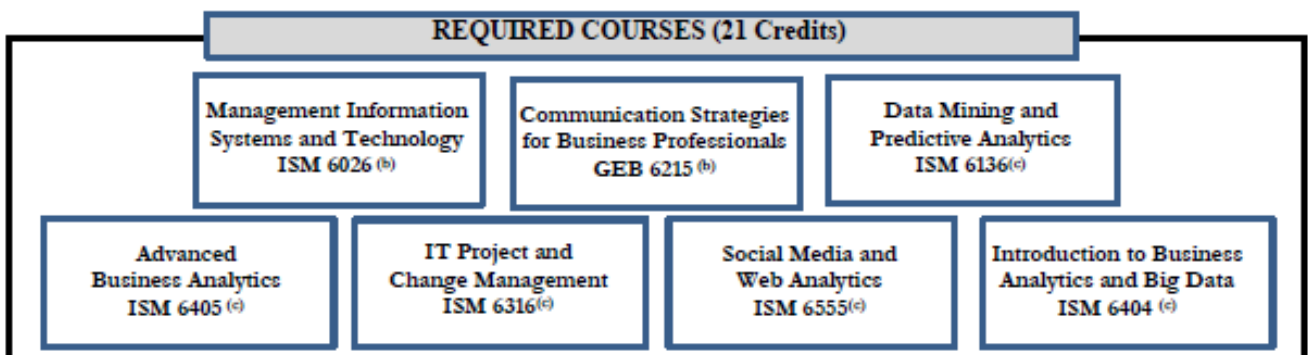 REQUIRED COURSES (21 Credits)
Management Information
Systems and Technology
ISM 6026 (b)
Communication Strategies
for Business Professionals
GEB 6215 (b)
Data Mining and
Predictive Analytics
ISM 6136(c)
Advanced
Business Analytics
ISM 6405 (c)
IT Project and
Change Management
ISM 6316(c)
Social Media and
Web Analytics
ISM 6555(c)
Introduction to Business
Analytics and Big Data
ISM 6404 (c)